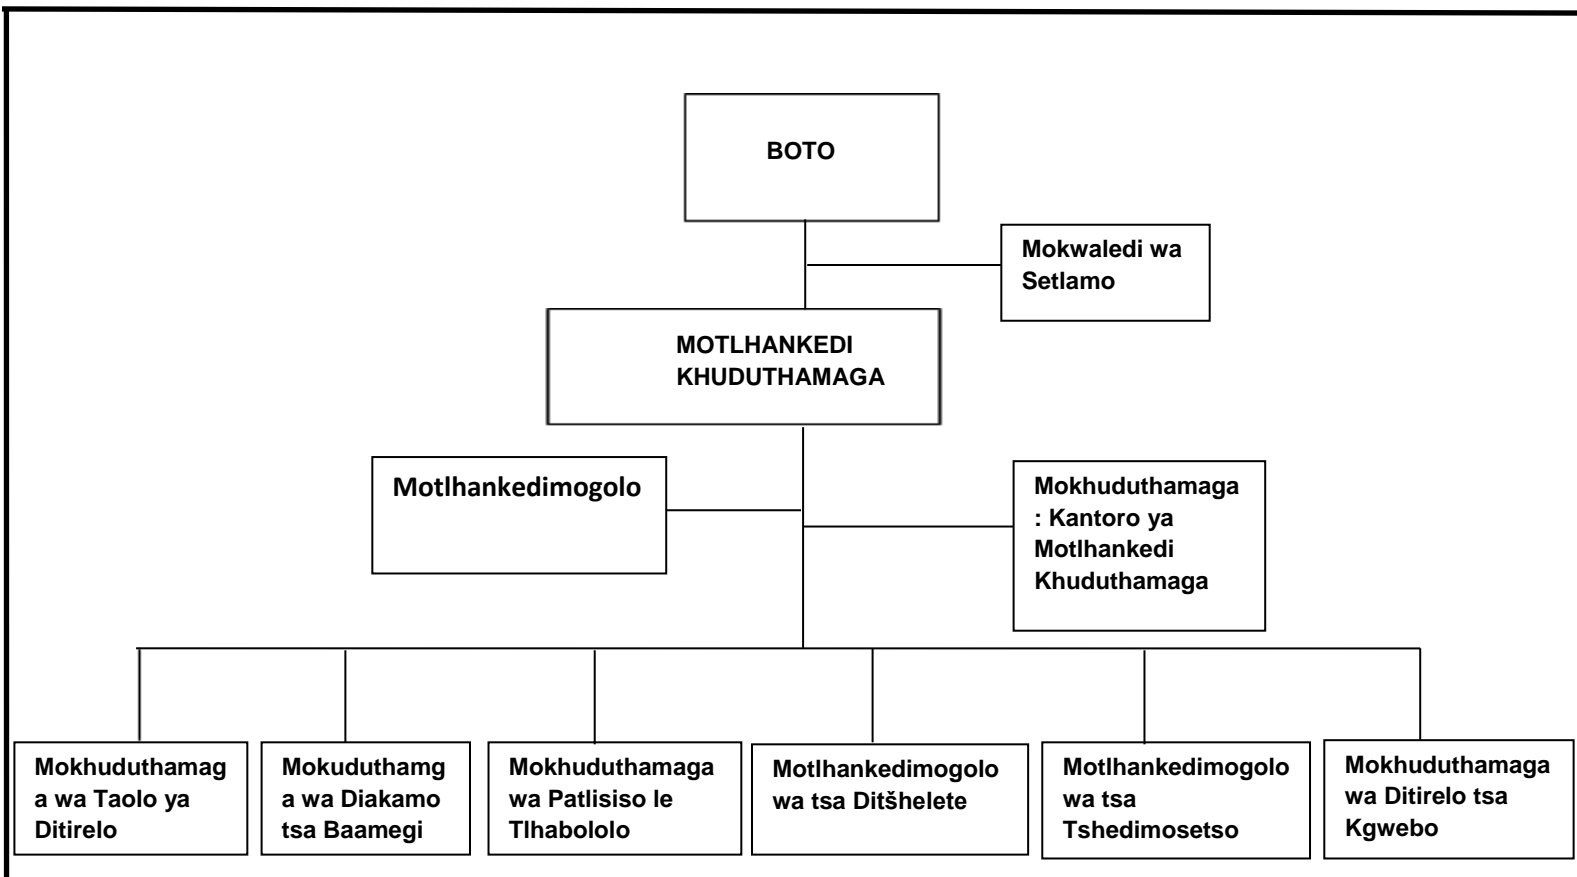 BOTO
Mokwaledi wa
Setlamo
MOTLHANKEDI
KHUDUTHAMAGA
Motlhankedimogolo
Mokhuduthamaga
: Kantoro ya
Motlhankedi
Khuduthamaga
Mokhuduthamag
a wa Taolo ya
Ditirelo
Mokuduthamg
a wa Diakamo
tsa Baamegi
Mokhuduthamaga
wa Patlisiso le
Tlhabololo
Motlhankedimogolo
wa tsa Ditšhelete
Motlhankedimogolo
wa tsa
Tshedimosetso
Mokhuduthamaga
wa Ditirelo tsa
Kgwebo